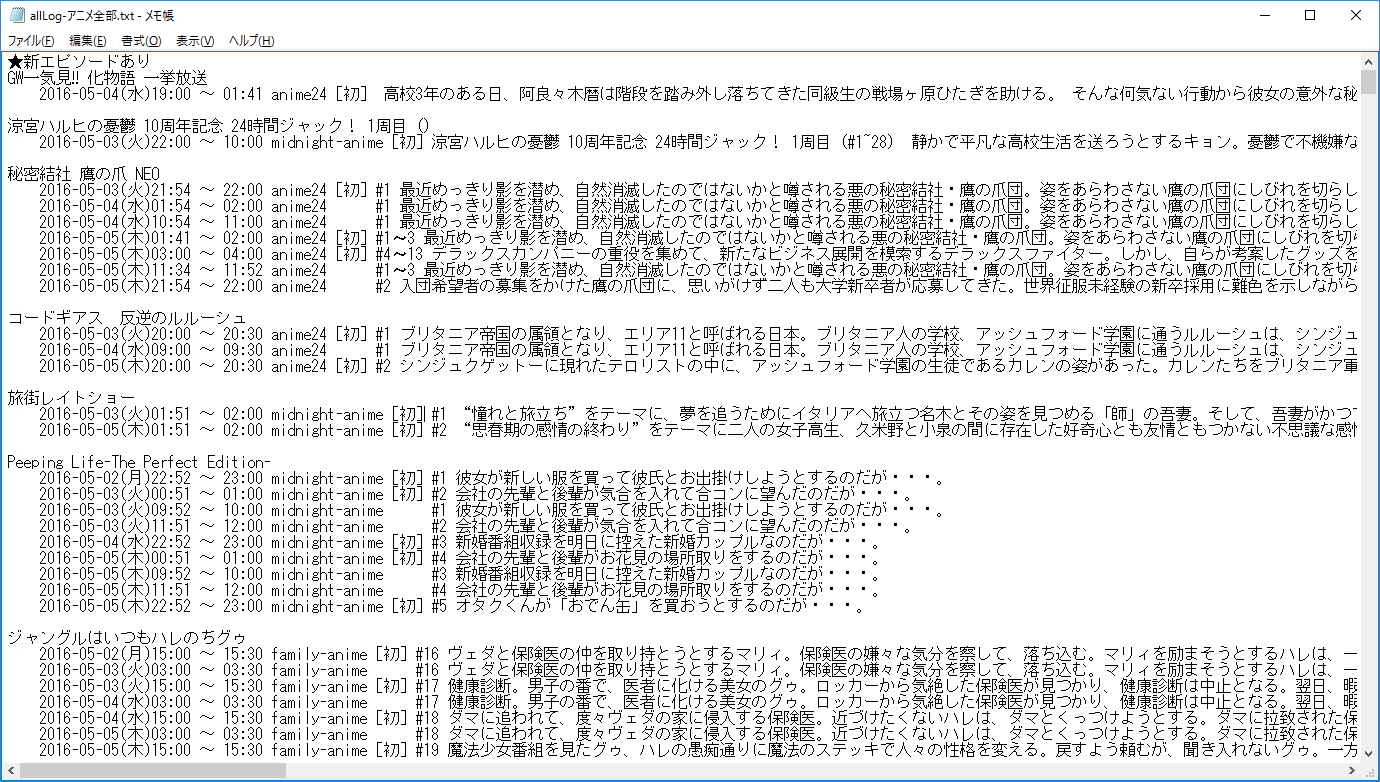 allLog-アニメ全部.txt - メモ帳
ファイル(F) 編集(E) 書式(O) 表示(V) ヘルプ(H)
★新エピソードあり
GW一気見!! 化物語 一挙放送
2016-05-04(水)19:00 ～ 01:41 anime24 [初] 高校3年のある日、阿良々木暦は階段を踏み外し落ちてきた同級生の戦場ヶ原ひたぎを助ける。 そんな何気ない行動から彼女の意外な秘
涼宮ハルヒの憂鬱 10周年記念 24時間ジャック！ 1周目 ()
2016-05-03(火)22:00 ～ 10:00 midnight-anime [初] 涼宮ハルヒの憂鬱 10周年記念 24時間ジャック！ 1周目 (#1~28) 静かで平凡な高校生活を送ろうとするキョン。憂鬱で不機嫌な
秘密結社 鷹の爪 NEO
2016-05-03(火)21:54 ～ 22:00 anime24 [初] #1 最近めっきり影を潜め、自然消滅したのではないかと噂される悪の秘密結社・鷹の爪団。姿をあらわさない鷹の爪団にしびれを切らし
2016-05-04(水)01:54 ～ 02:00 anime24 #1 最近めっきり影を潜め、自然消滅したのではないかと噂される悪の秘密結社・鷹の爪団。姿をあらわさない鷹の爪団にしびれを切らし
2016-05-04(水)10:54 ～ 11:00 anime24 #1 最近めっきり影を潜め、自然消滅したのではないかと噂される悪の秘密結社・鷹の爪団。姿をあらわさない鷹の爪団にしびれを切らし
2016-05-05(木)01:41 ～ 02:00 anime24 [初] #1～3 最近めっきり影を潜め、自然消滅したのではないかと噂される悪の秘密結社・鷹の爪団。姿をあらわさない鷹の爪団にしびれを切ら
2016-05-05(木)03:00 ～ 04:00 anime24 [初] #4～13 デラックスカンパニーの重役を集めて、新たなビジネス展開を模索するデラックスファイター。しかし、自らが考案したグッズを
2016-05-05(木)11:34 ～ 11:52 anime24 #1～3 最近めっきり影を潜め、自然消滅したのではないかと噂される悪の秘密結社・鷹の爪団。姿をあらわさない鷹の爪団にしびれを切ら
2016-05-05(木)21:54 ～ 22:00 anime24 #2 入団希望者の募集をかけた鷹の爪団に、思いがけず二人も大学新卒者が応募してきた。世界征服未経験の新卒採用に難色を示しながら
コードギアス 反逆のルルーシュ
2016-05-03(火)20:00 ～ 20:30 anime24 [初] #1 ブリタニア帝国の属領となり、エリア11と呼ばれる日本。ブリタニア人の学校、アッシュフォード学園に通うルルーシュは、シンジュ
2016-05-04(水)09:00 ～ 09:30 anime24 #1 ブリタニア帝国の属領となり、エリア11と呼ばれる日本。ブリタニア人の学校、アッシュフォード学園に通うルルーシュは、シンジュ
2016-05-05(木)20:00 ～ 20:30 anime24 [初] #2 シンジュクゲットーに現れたテロリストの中に、アッシュフォード学園の生徒であるカレンの姿があった。カレンたちをブリタニア軍
旅街レイトショー
2016-05-03(火)01:51 ～ 02:00 midnight-anime [初] #1 “憧れと旅立ち”をテーマに、夢を追うためにイタリアへ旅立つ名木とその姿を見つめる「師」の吾妻。そして、吾妻がかつて
2016-05-05(木)01:51 ～ 02:00 midnight-anime [初] #2 “思春期の感情の終わり”をテーマに二人の女子高生、久米野と小泉の間に存在した好奇心とも友情ともつかない不思議な感情
Peeping Life-The Perfect Edition-
2016-05-02(月)22:52 ～ 23:00 midnight-anime [初] #1 彼女が新しい服を買って彼氏とお出掛けしようとするのだが・・・。
2016-05-03(火)00:51 ～ 01:00 midnight-anime [初] #2 会社の先輩と後輩が気合を入れて合コンに望んだのだが・・・。
2016-05-03(火)09:52 ～ 10:00 midnight-anime #1 彼女が新しい服を買って彼氏とお出掛けしようとするのだが・・・。
2016-05-03(火)11:51 ～ 12:00 midnight-anime #2 会社の先輩と後輩が気合を入れて合コンに望んだのだが・・・。
2016-05-04(水)22:52 ～ 23:00 midnight-anime [初] #3 新婚番組収録を明日に控えた新婚カップルなのだが・・・。
2016-05-05(木)00:51 ～ 01:00 midnight-anime [初] #4 会社の先輩と後輩がお花見の場所取りをするのだが・・・。
2016-05-05(木)09:52 ～ 10:00 midnight-anime #3 新婚番組収録を明日に控えた新婚カップルなのだが・・・。
2016-05-05(木)11:51 ～ 12:00 midnight-anime #4 会社の先輩と後輩がお花見の場所取りをするのだが・・・。
2016-05-05(木)22:52 ～ 23:00 midnight-anime [初] #5 オタクくんが「おでん缶」を買おうとするのだが・・・。
ジャングルはいつもハレのちグゥ
2016-05-02(月)15:00 ～ 15:30 family-anime [初] #16 ヴェダと保険医の仲を取り持とうとするマリィ。保険医の嫌々な気分を察して、落ち込む。マリィを励まそうとするハレは、一
2016-05-03(火)03:00 ～ 03:30 family-anime #16 ヴェダと保険医の仲を取り持とうとするマリィ。保険医の嫌々な気分を察して、落ち込む。マリィを励まそうとするハレは、一
2016-05-03(火)15:00 ～ 15:30 family-anime [初] #17 健康診断。男子の番で、医者に化ける美女のグゥ。ロッカーから気絶した保険医が見つかり、健康診断は中止となる。翌日、暇
2016-05-04(水)03:00 ～ 03:30 family-anime #17 健康診断。男子の番で、医者に化ける美女のグゥ。ロッカーから気絶した保険医が見つかり、健康診断は中止となる。翌日、暇
2016-05-04(水)15:00 ～ 15:30 family-anime [初] #18 ダマに追われて、度々ヴェダの家に侵入する保険医。近づけたくないハレは、ダマとくっつけようとする。ダマに拉致された保
2016-05-05(木)03:00 ～ 03:30 family-anime #18 ダマに追われて、度々ヴェダの家に侵入する保険医。近づけたくないハレは、ダマとくっつけようとする。ダマに拉致された保
2016-05-05(木)15:00 ～ 15:30 family-anime [初] #19 魔法少女番組を見たグゥ、ハレの愚痴通りに魔法のステッキで人々の性格を変える。戻すよう頼むが、聞き入れないグゥ。一方